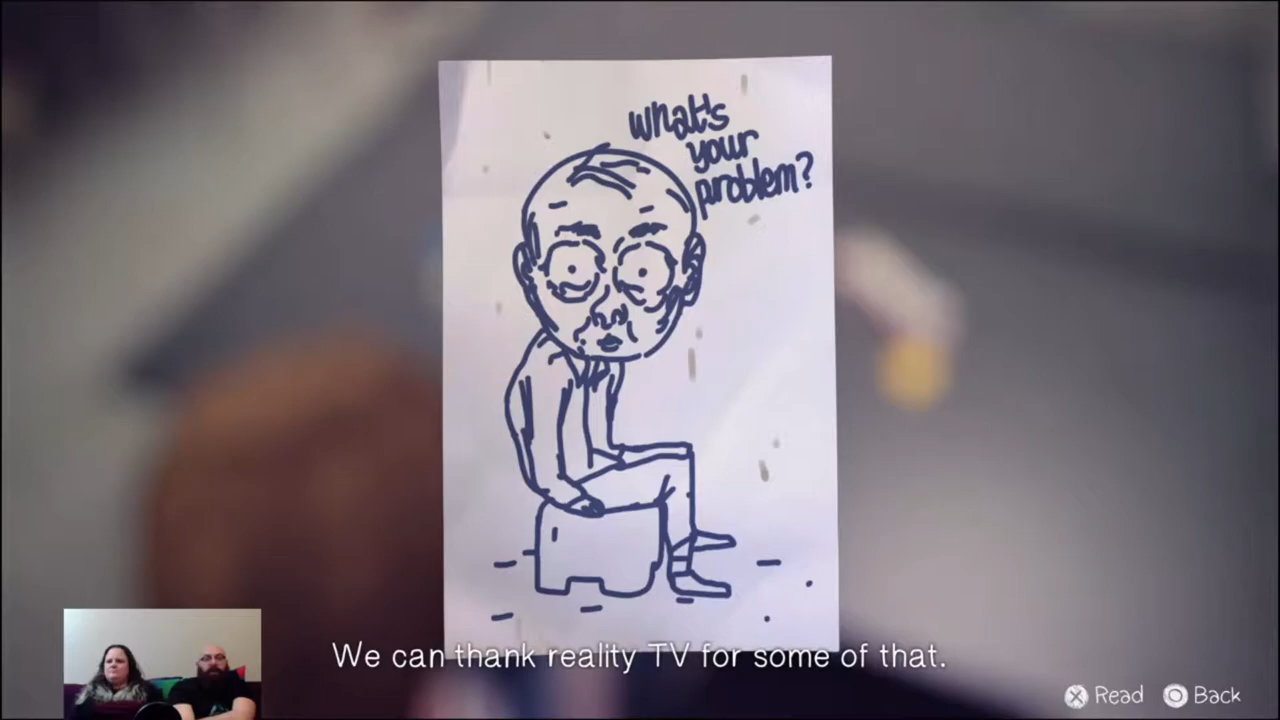 what's
your
problem?
We can thank reality TV for some of that.
Read Back